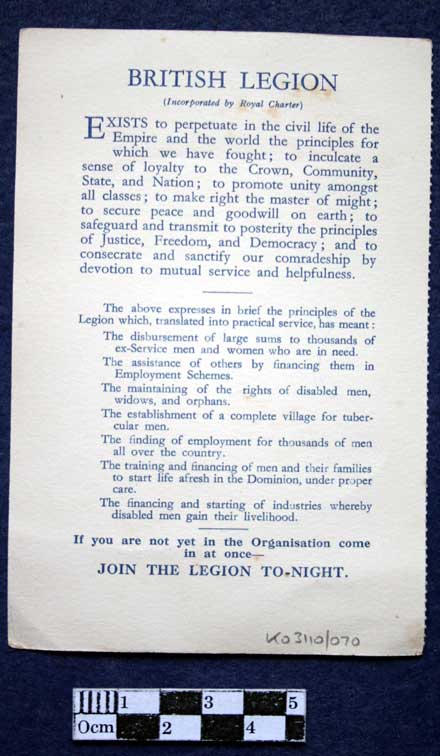 BRITISH LEGION
(Incorporated by Royal Charter)
EXISTS to perpetuate in the civil life of the
Empire and the world the principles for
which we have fought; to inculcate a
sense of loyalty to the Crown, Community,
State, and Nation; to promote unity amongst
all classes; to make right the master of might;
to secure peace and goodwill on earth; to
safeguard and transmit to posterity the principles
of Justice, Freedom, and Democracy; and to
consecrate and sanctify our comradeship by
devotion to mutual service and helpfulness.
The above expresses in brief the principles of the
Legion which, translated into practical service, has meant:
The disbursement of large sums to thousands of
ex-Service men and women who are in need.
The assistance of others by financing them in
Employment Schemes.
The maintaining of the rights of disabled men,
widows, and orphans.
The establishment of a complete village for tuber-
cular men.
The finding of employment for thousands of men
all over the country.
The training and financing of men and their families
to start life afresh in the Dominion, under proper
care.
The financing and starting of industries whereby
disabled men gain their livelihood.
If you are not yet in the Organisation come
in at once—
JOIN THE LEGION TO-NIGHT.
KO3110/070
1 3 5
0cm 2 4